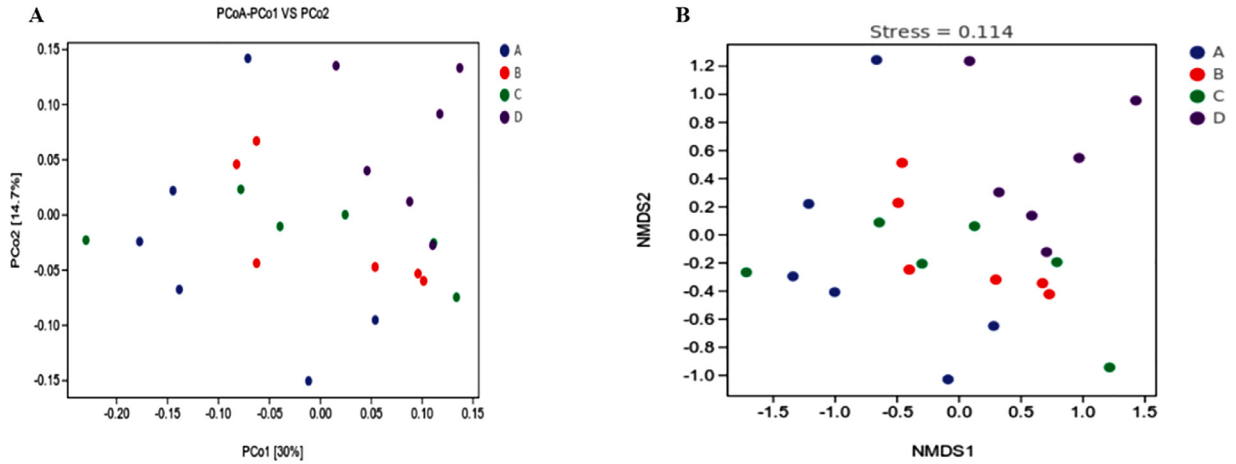 A
PCoA-PCo1 VS PCo2
0.15
0.10
0.05
0.00
-0.05
-0.10
-0.15
PCo2 [14.7%]
-0.20 -0.15 -0.10 -0.05 0.00 0.05 0.10 0.15
PCo1 [30%]
A
B
C
D
B
Stress = 0.114
1.2
1.0
0.8
0.6
0.4
0.2
0.0
-0.2
-0.4
-0.6
-0.8
-1.0
NMDS2
-1.5 -1.0 -0.5 0.0 0.5 1.0 1.5
NMDS1
A
B
C
D